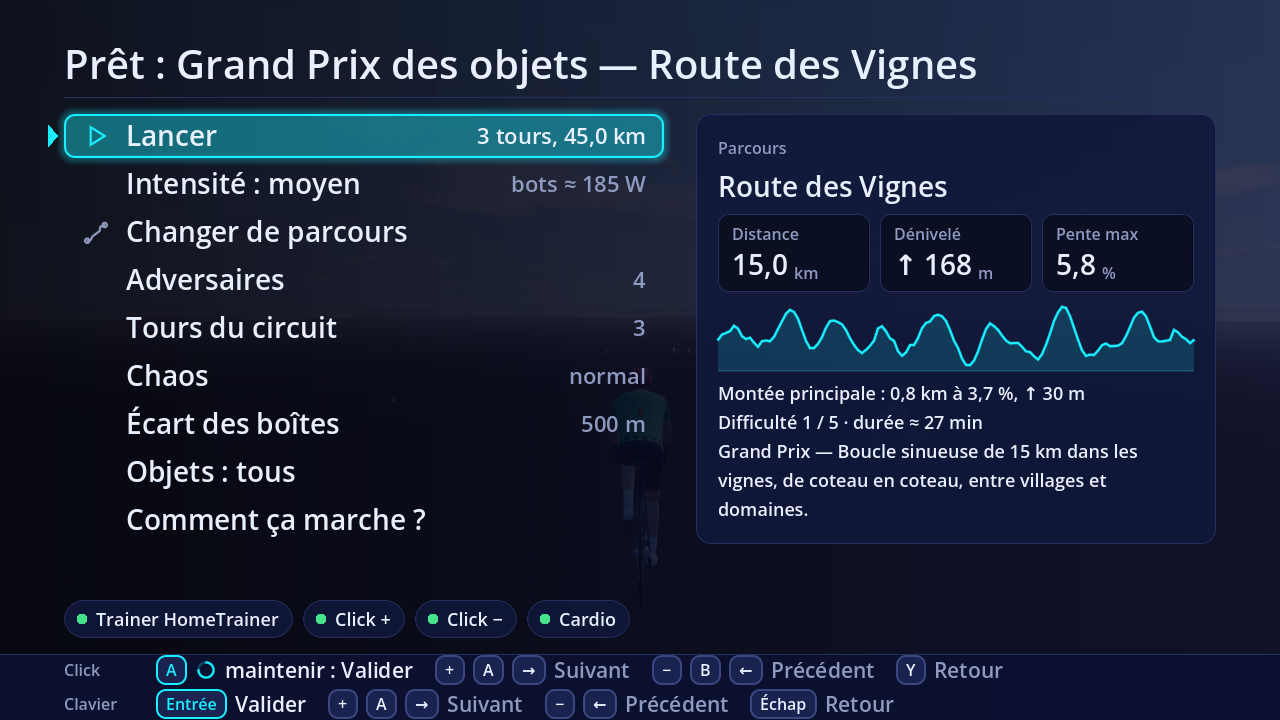 Prêt : Grand Prix des objets — Route des Vignes
Lancer 3 tours, 45,0 km
Intensité : moyen bots ≈ 185 W
Changer de parcours
Adversaires 4
Tours du circuit 3
Chaos normal
Écart des boîtes 500 m
Objets : tous
Comment ça marche ?
Parcours
Route des Vignes
Distance Dénivelé Pente max
15,0 km ↑ 168 m 5,8 %
Montée principale : 0,8 km à 3,7 %, ↑ 30 m
Difficulté 1 / 5 · durée ≈ 27 min
Grand Prix — Boucle sinueuse de 15 km dans les
vignes, de coteau en coteau, entre villages et
domaines.
Trainer HomeTrainer Click + Click − Cardio
Click A maintenir : Valider + A → Suivant − B ← Précédent Y Retour
Clavier Entrée Valider + A → Suivant − ← Précédent Échap Retour